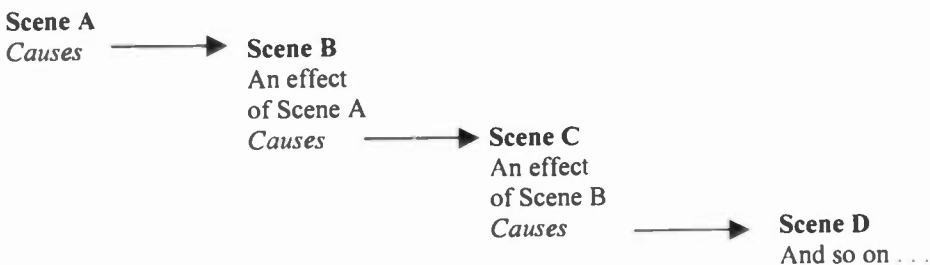 Scene A
Causes
Scene B
An effect
of Scene A
Causes
Scene C
An effect
of Scene B
Causes
Scene D
And so on . . .